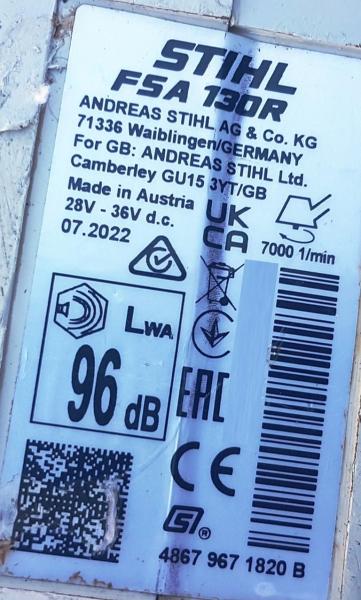 STIHL
FSA 130R
ANDREAS STIHL AG & Co. KG
71336 Waiblingen/GERMANY
For GB: ANDREAS STIHL Ltd.
Camberley GU15 3YT/GB
Made in Austria
28V - 36V d.c.
07.2022
UK
CA
7000 1/min
LWA
96 dB
EAC
CE
®
4867 967 1820 B